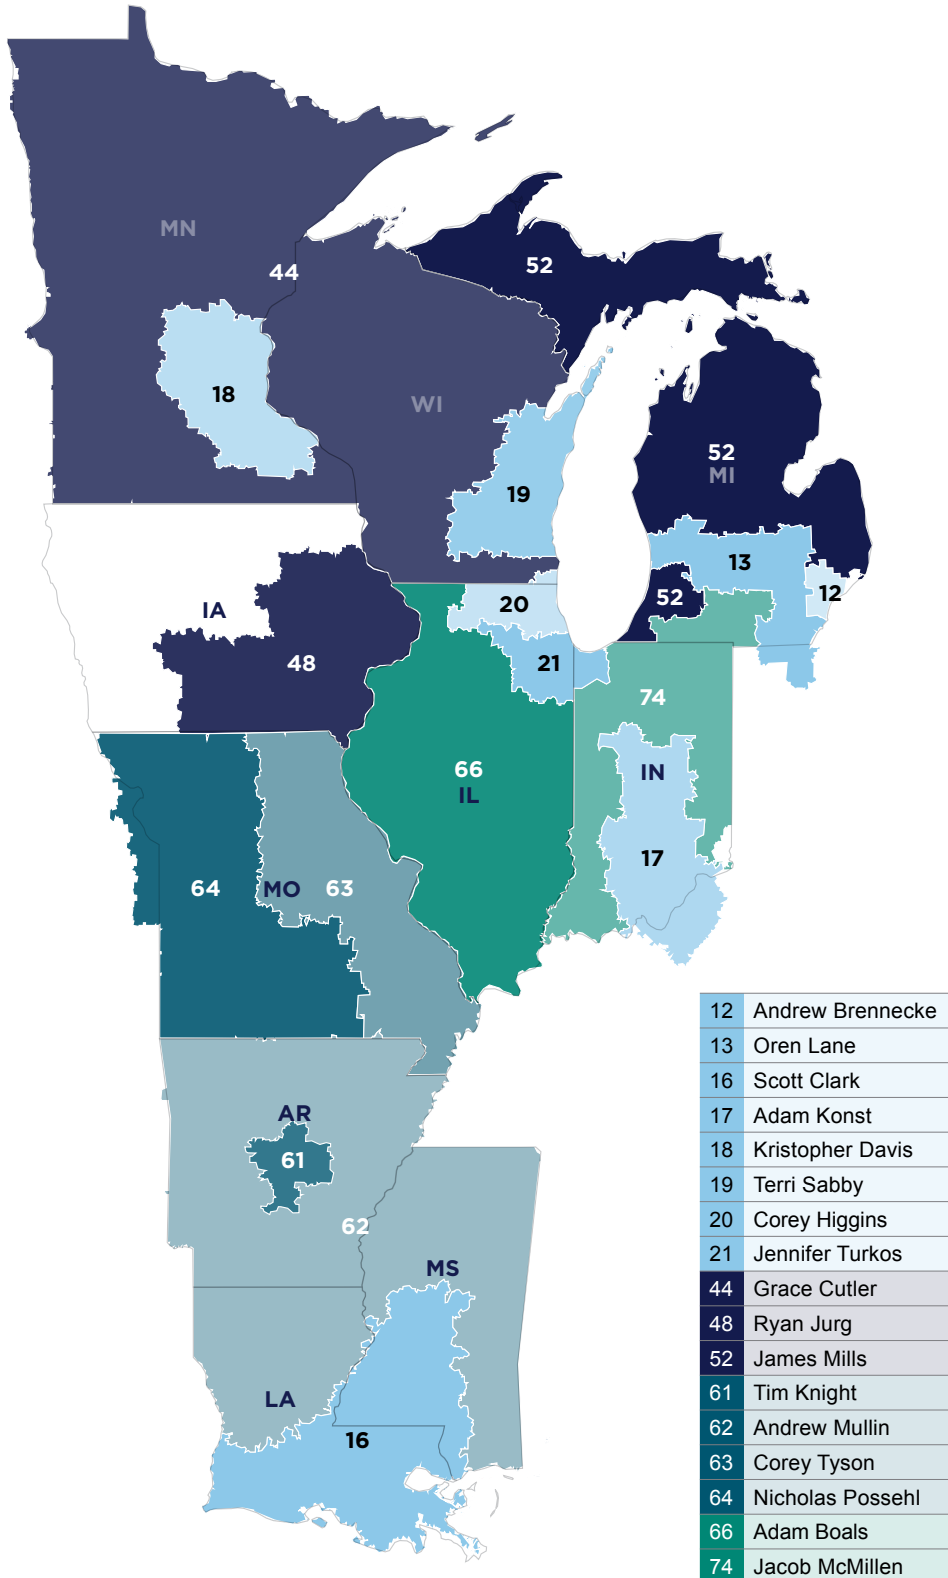 MN
44
52
18
WI
52
MI
19
13
12
52
20
IA
48
21
74
66
IL
IN
17
64
MO 63
AR
61
62
MS
LA
16
12 Andrew Brennecke
13 Oren Lane
16 Scott Clark
17 Adam Konst
18 Kristopher Davis
19 Terri Sabby
20 Corey Higgins
21 Jennifer Turkos
44 Grace Cutler
48 Ryan Jurg
52 James Mills
61 Tim Knight
62 Andrew Mullin
63 Corey Tyson
64 Nicholas Possehl
66 Adam Boals
74 Jacob McMillen